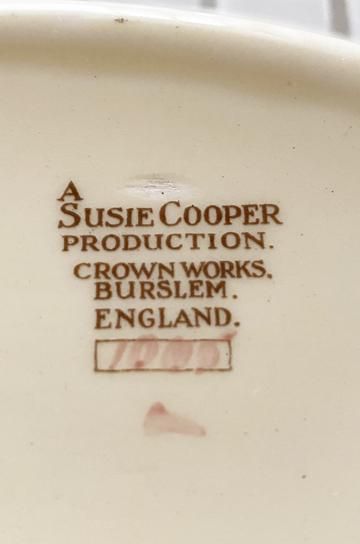 A
SUSIE COOPER
PRODUCTION.
CROWN WORKS.
BURSLEM.
ENGLAND.